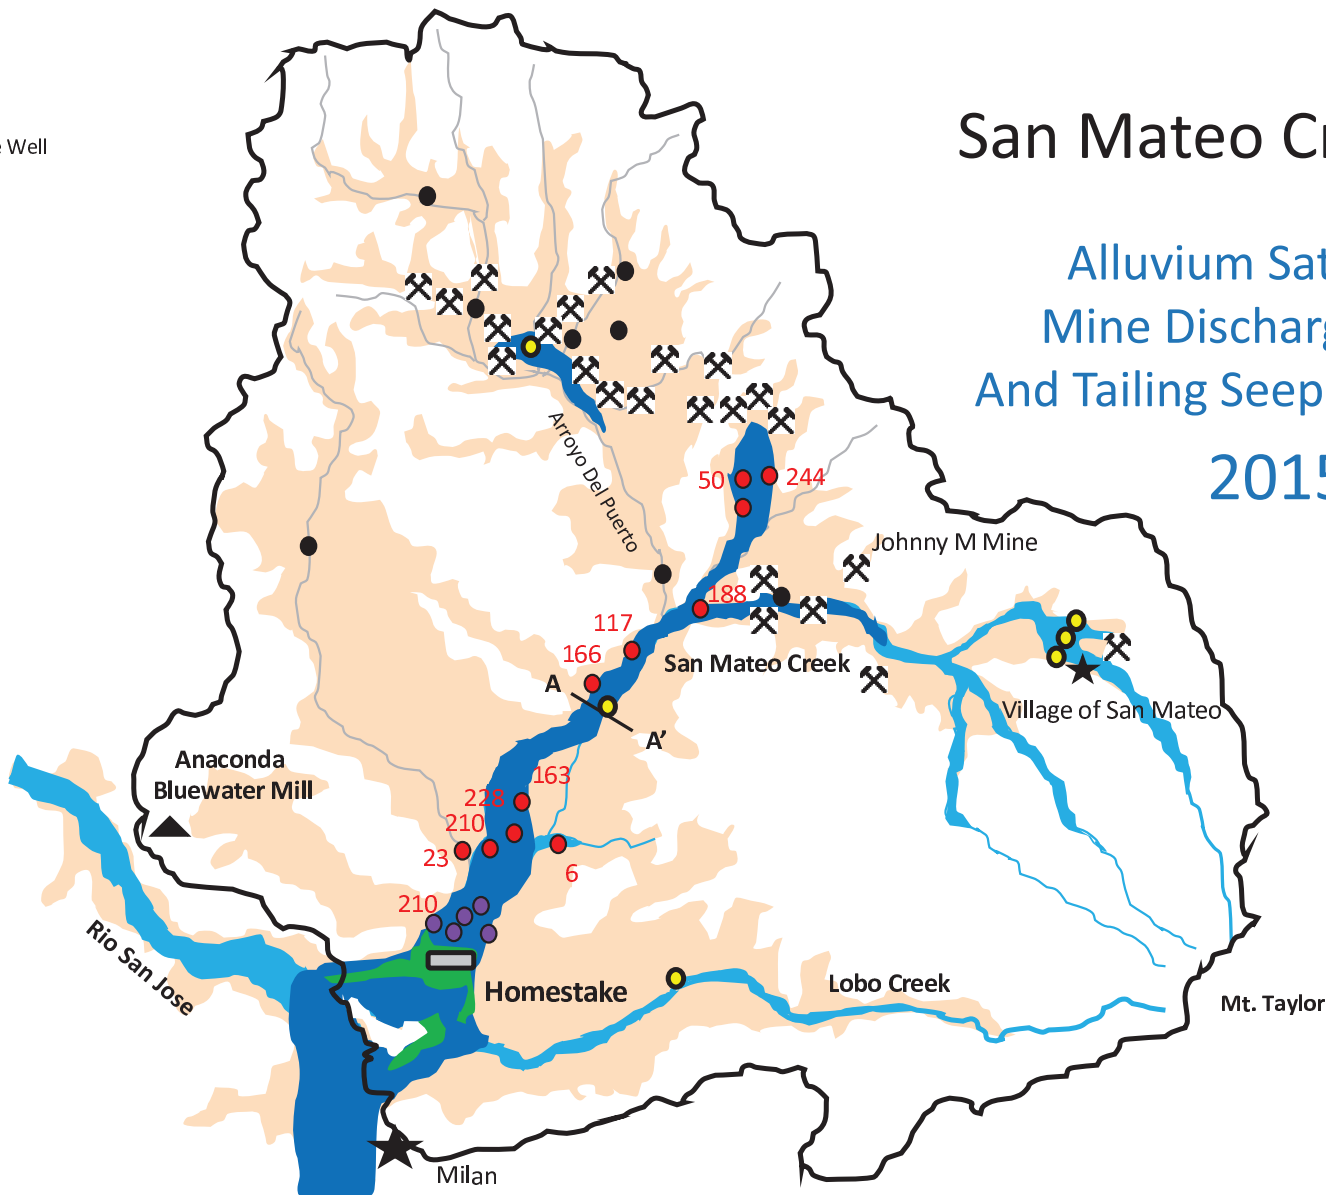 San Mateo Cr
Well
Alluvium Sat
Mine Discharg
And Tailing Seep
2015
Arroyo Del Puerto
50
244
Johnny M Mine
188
117
166
San Mateo Creek
A
A’
Village of San Mateo
Anaconda
Bluewater Mill
163
228
210
23
6
210
Rio San Jose
Homestake
Lobo Creek
Mt. Taylor
Milan